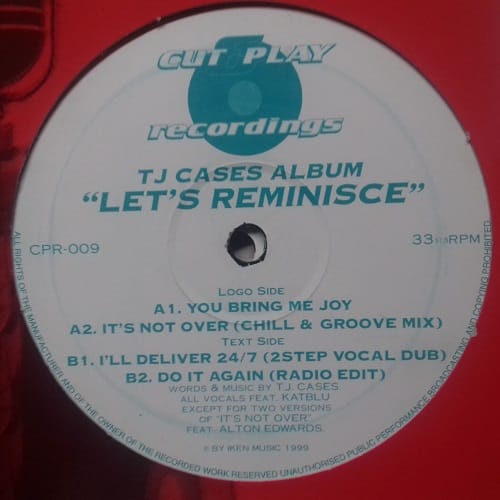 CUT & PLAY
recordings
TJ CASES ALBUM
"LET'S REMINISCE"
CPR-009
33 1/3 RPM
LOGO SIDE
A1. YOU BRING ME JOY
A2. IT'S NOT OVER (CHILL & GROOVE MIX)
TEXT SIDE
B1. I'LL DELIVER 24/7 (2STEP VOCAL DUB)
B2. DO IT AGAIN (RADIO EDIT)
WORDS & MUSIC BY T.J. CASES.
ALL VOCALS FEAT. KATBLU
EXCEPT FOR TWO VERSIONS
OF "IT'S NOT OVER"
FEAT. ALTON EDWARDS.
℗ BY IKEN MUSIC 1999
ALL RIGHTS OF THE MANUFACTURER AND OF THE OWNER OF THE RECORDED WORK RESERVED UNAUTHORISED PUBLIC PERFORMANCE BROADCASTING AND COPYING PROHIBITED